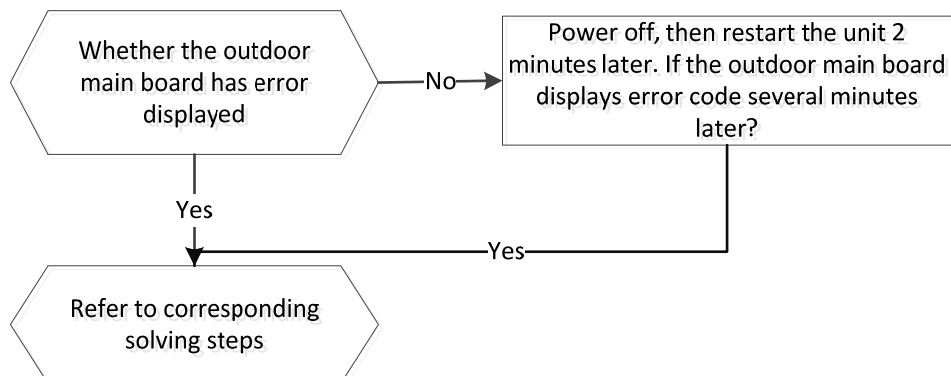 Whether the outdoor
main board has error
displayed
No
Power off, then restart the unit 2
minutes later. If the outdoor main board
displays error code several minutes
later?
Yes
Yes
Refer to corresponding
solving steps